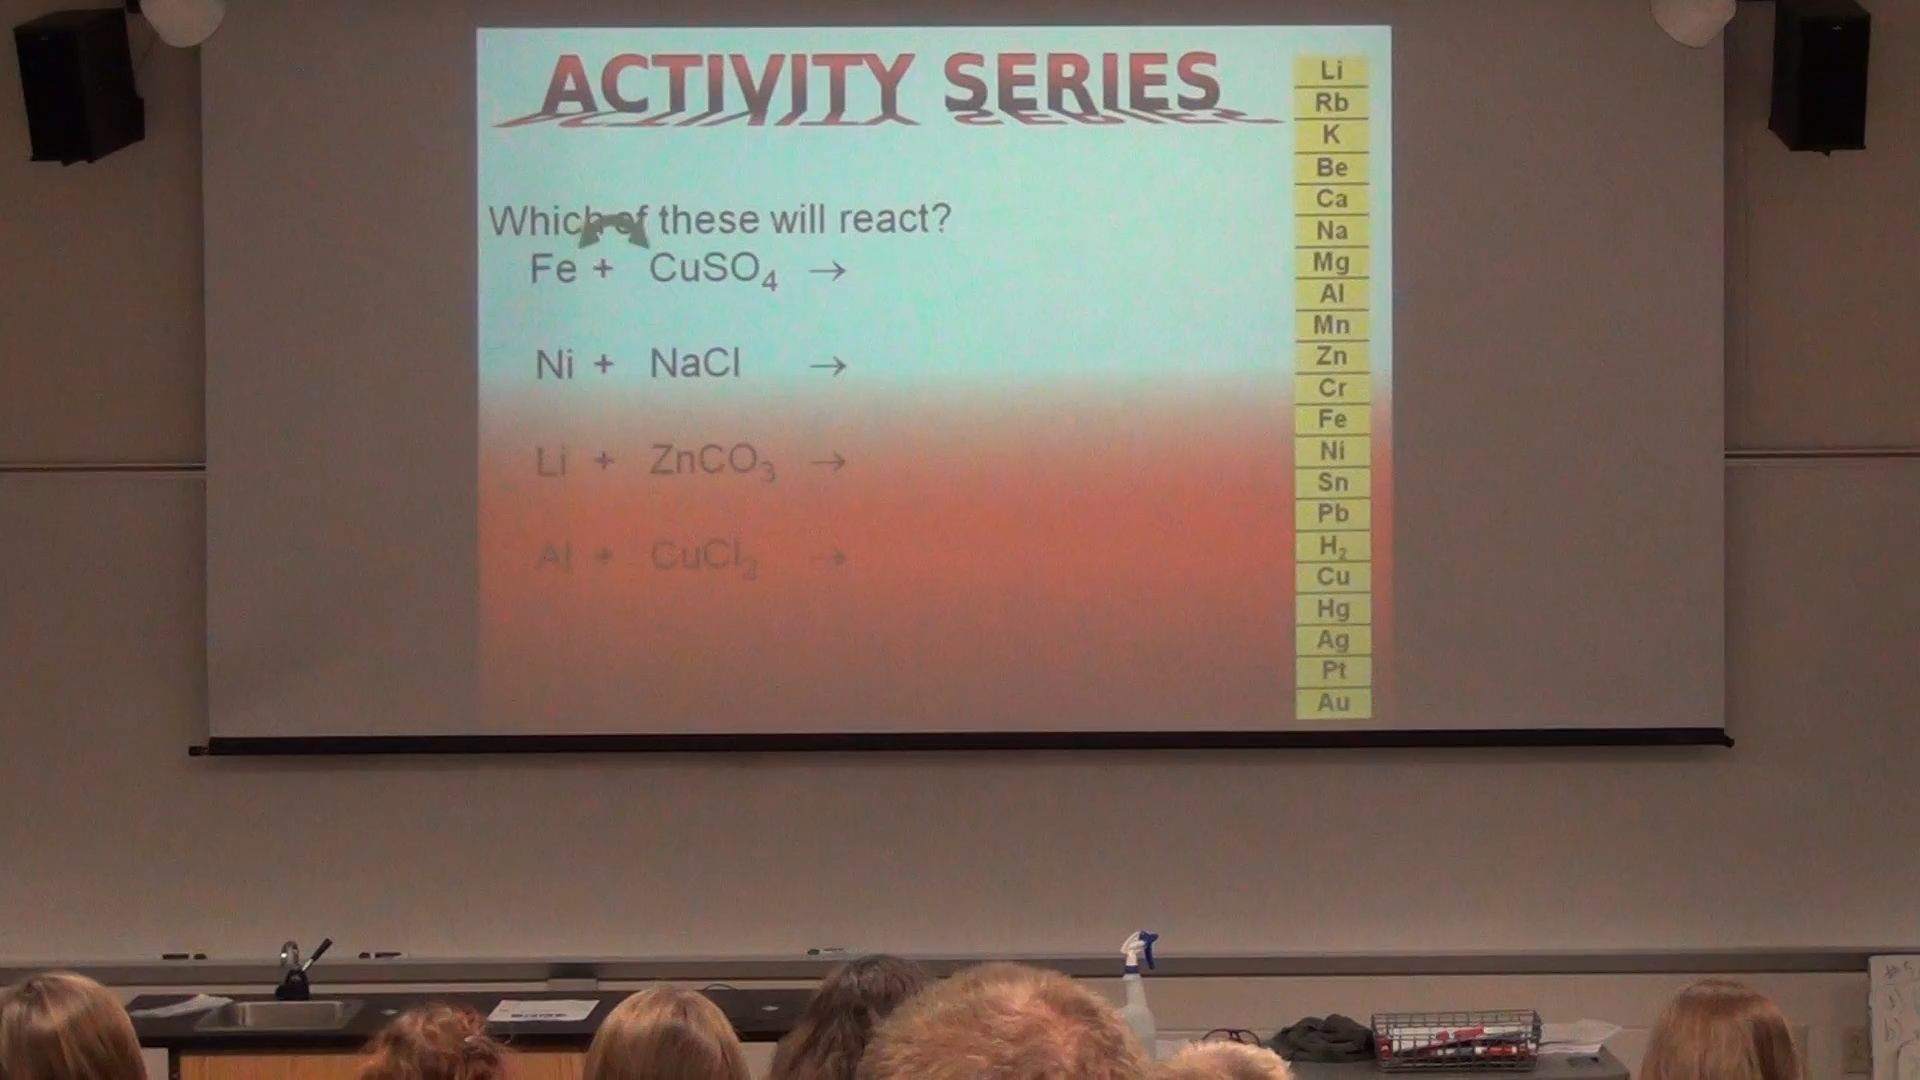 ACTIVITY SERIES
Which of these will react?
Fe + CuSO₄ →
Ni + NaCl →
Li + ZnCO₃ →
Al + CuCl₂ →
Li
Rb
K
Be
Ca
Na
Mg
Al
Mn
Zn
Cr
Fe
Ni
Sn
Pb
H₂
Cu
Hg
Ag
Pt
Au